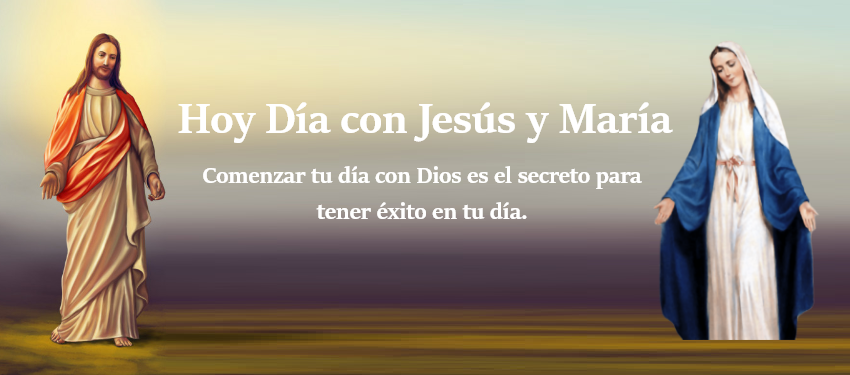 Hoy Día con Jesús y María
Comenzar tu día con Dios es el secreto para
tener éxito en tu día.